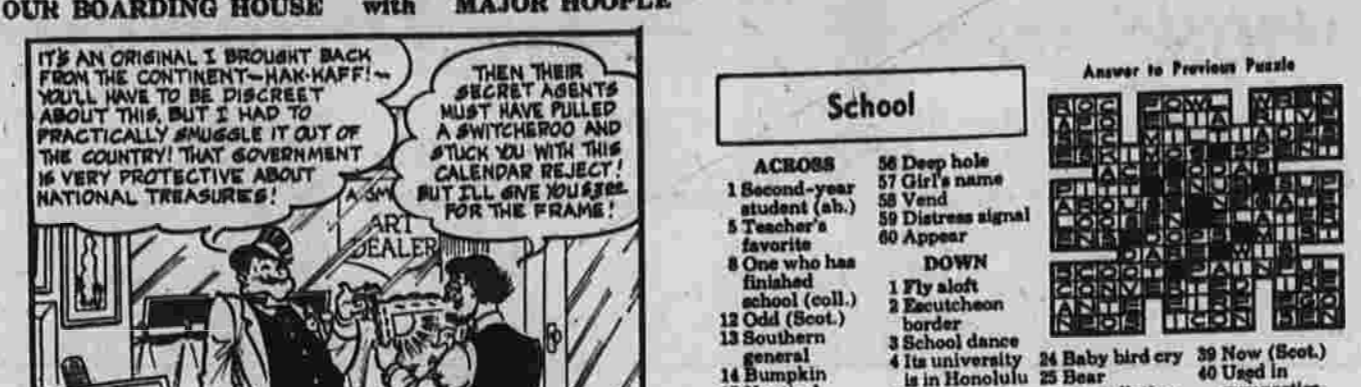 OUR BOARDING HOUSE with MAJOR HOOPLE
IT'S AN ORIGINAL I BROUGHT BACK
FROM THE CONTINENT—HAK-KAFF!~
YOU'LL HAVE TO BE DISCREET
ABOUT THIS, BUT I HAD TO
PRACTICALLY SMUGGLE IT OUT OF
THE COUNTRY! THAT GOVERNMENT
IS VERY PROTECTIVE ABOUT
NATIONAL TREASURES!
THEN THEIR
SECRET AGENTS
MUST HAVE PULLED
A SWITCHEROO AND
STUCK YOU WITH THIS
CALENDAR REJECT!
BUT I'LL GIVE YOU
FOR THE FRAME!
ART
DEALER
School
ACROSS
1 Second-year
student (ab.)
5 Teacher's
favorite
8 One who has
finished
school (coll.)
12 Odd (Scot.)
13 Southern
general
14 Bumpkin
56 Deep hole
57 Girl's name
58 Vend
59 Distress signal
60 Appear
DOWN
1 Fly aloft
2 Escutcheon
border
3 School dance
4 Its university
is in Honolulu
Answer to Previous Puzzle
24 Baby bird cry
25 Bear
39 Now (Scot.)
40 Used in